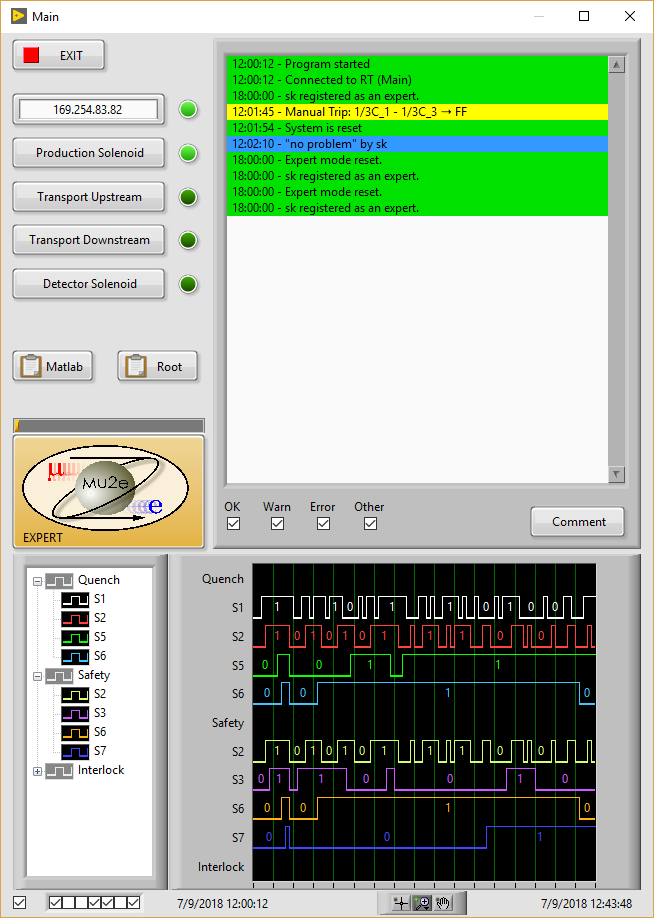 Main
EXIT
169.254.83.82
Production Solenoid
Transport Upstream
Transport Downstream
Detector Solenoid
Matlab
Root
μ
Mu2e
e
EXPERT
12:00:12 - Program started
12:00:12 - Connected to RT (Main)
18:00:00 - sk registered as an expert.
12:01:45 - Manual Trip: 1/3C_1 - 1/3C_3 → FF
12:01:54 - System is reset
12:02:10 - "no problem" by sk
18:00:00 - Expert mode reset.
18:00:00 - sk registered as an expert.
18:00:00 - Expert mode reset.
18:00:00 - sk registered as an expert.
OK Warn Error Other
Comment
Quench
S1
S2
S5
S6
Safety
S2
S3
S6
S7
Interlock
Quench
S1 1 1 0 1 1 0 1 0 0
S2 1 0 1 0 1 0 1 1 1 1 0 0
S5 0 0 1 1
S6 0 0 1 0
Safety
S2 1 0 1 0 1 0 1 1 1 0 0
S3 0 1 1 0 0 1 0
S6 0 0 1 0
S7 0 0 1
Interlock
7/9/2018 12:00:12
7/9/2018 12:43:48